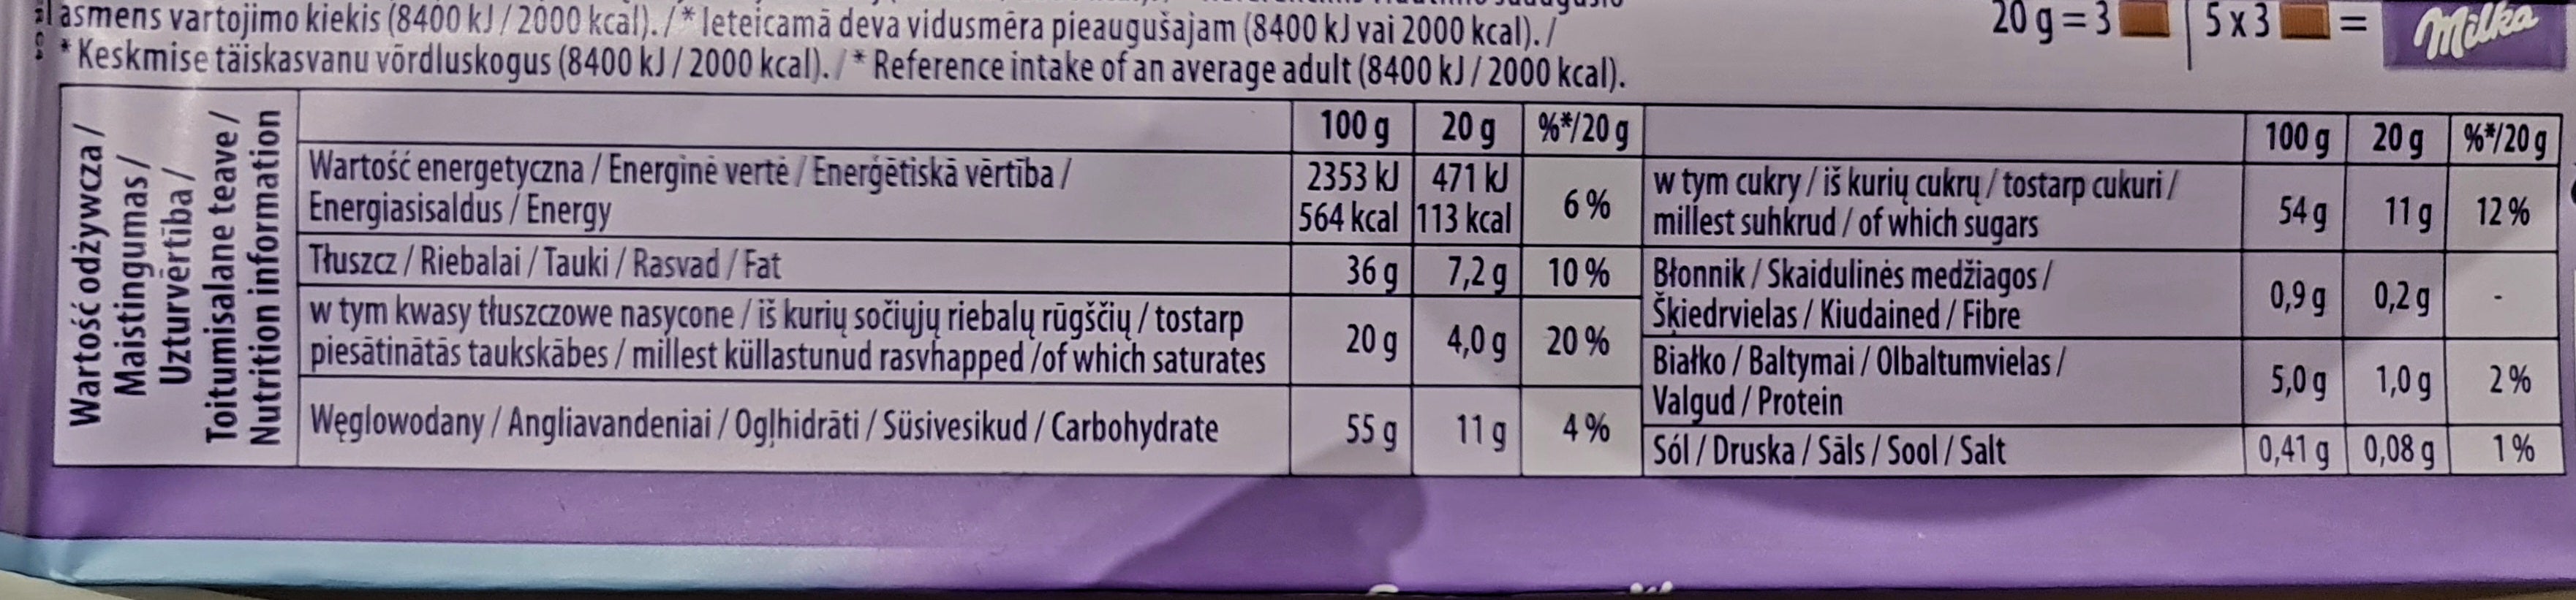 asmens vartojimo kiekis (8400 kJ / 2000 kcal). / * Ieteicamā deva vidusmēra pieaugušajam (8400 kJ vai 2000 kcal). /
* Keskmise täiskasvanu võrdluskogus (8400 kJ / 2000 kcal). / * Reference intake of an average adult (8400 kJ / 2000 kcal).
20 g = 3 | 5 x 3 = Milka
Wartość odżywcza /
Maistingumas /
Uzturvērtība /
Toitumisalane teave /
Nutrition information
100 g 20 g %*/20 g
Wartość energetyczna / Energinė vertė / Enerģētiskā vērtība /
Energiasisaldus / Energy
2353 kJ 471 kJ
564 kcal 113 kcal
6 %
Tłuszcz / Riebalai / Tauki / Rasvad / Fat 36 g 7,2 g 10 %
w tym kwasy tłuszczowe nasycone / iš kurių sočiųjų riebalų rūgščių / tostarp
piesātinātās taukskābes / millest küllastunud rasvhapped /of which saturates
20 g 4,0 g 20 %
Węglowodany / Angliavandeniai / Ogļhidrāti / Süsivesikud / Carbohydrate 55 g 11 g 4 %
100 g 20 g %*/20 g
w tym cukry / iš kurių cukrų / tostarp cukuri /
millest suhkrud / of which sugars
54 g 11 g 12 %
Błonnik / Skaidulinės medžiagos /
Šķiedrvielas / Kiudained / Fibre
0,9 g 0,2 g -
Białko / Baltymai / Olbaltumvielas /
Valgud / Protein
5,0 g 1,0 g 2 %
Sól / Druska / Sāls / Sool / Salt 0,41 g 0,08 g 1 %